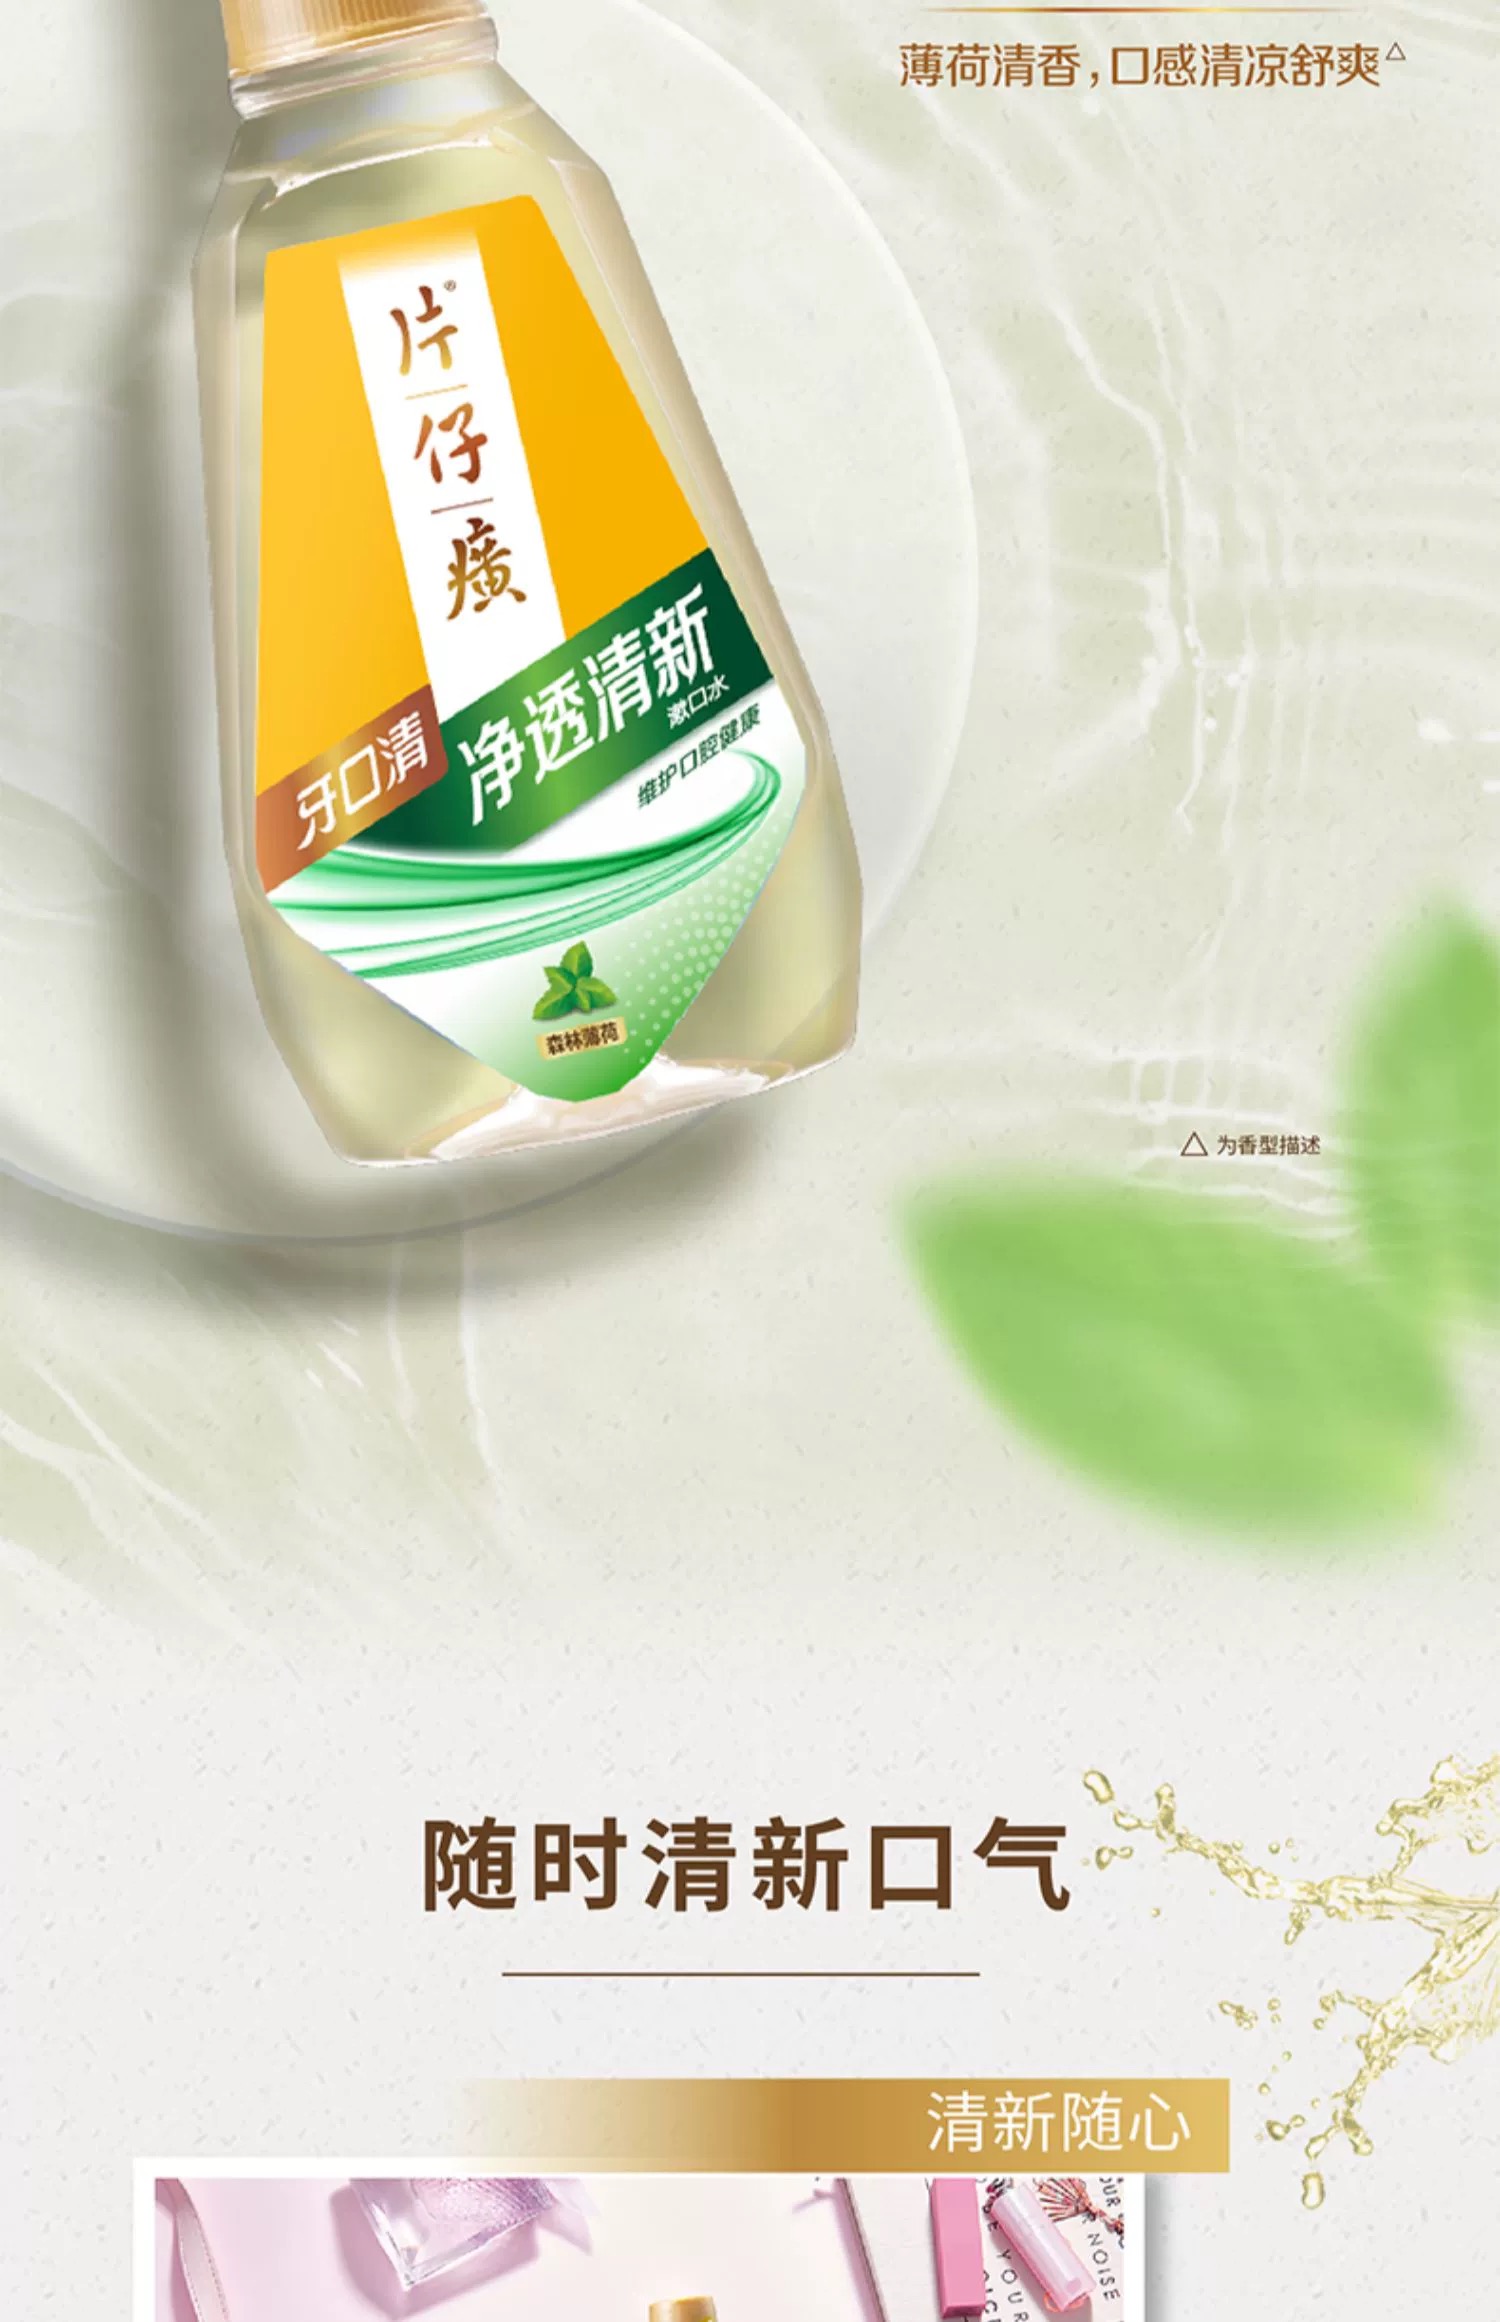 薄荷清香，口感清凉舒爽△
片®
仔
癀
牙口清
净透清新
漱口水
维护口腔健康
森林薄荷
△ 为香型描述
随时清新口气
清新随心
NOISE
YOUR